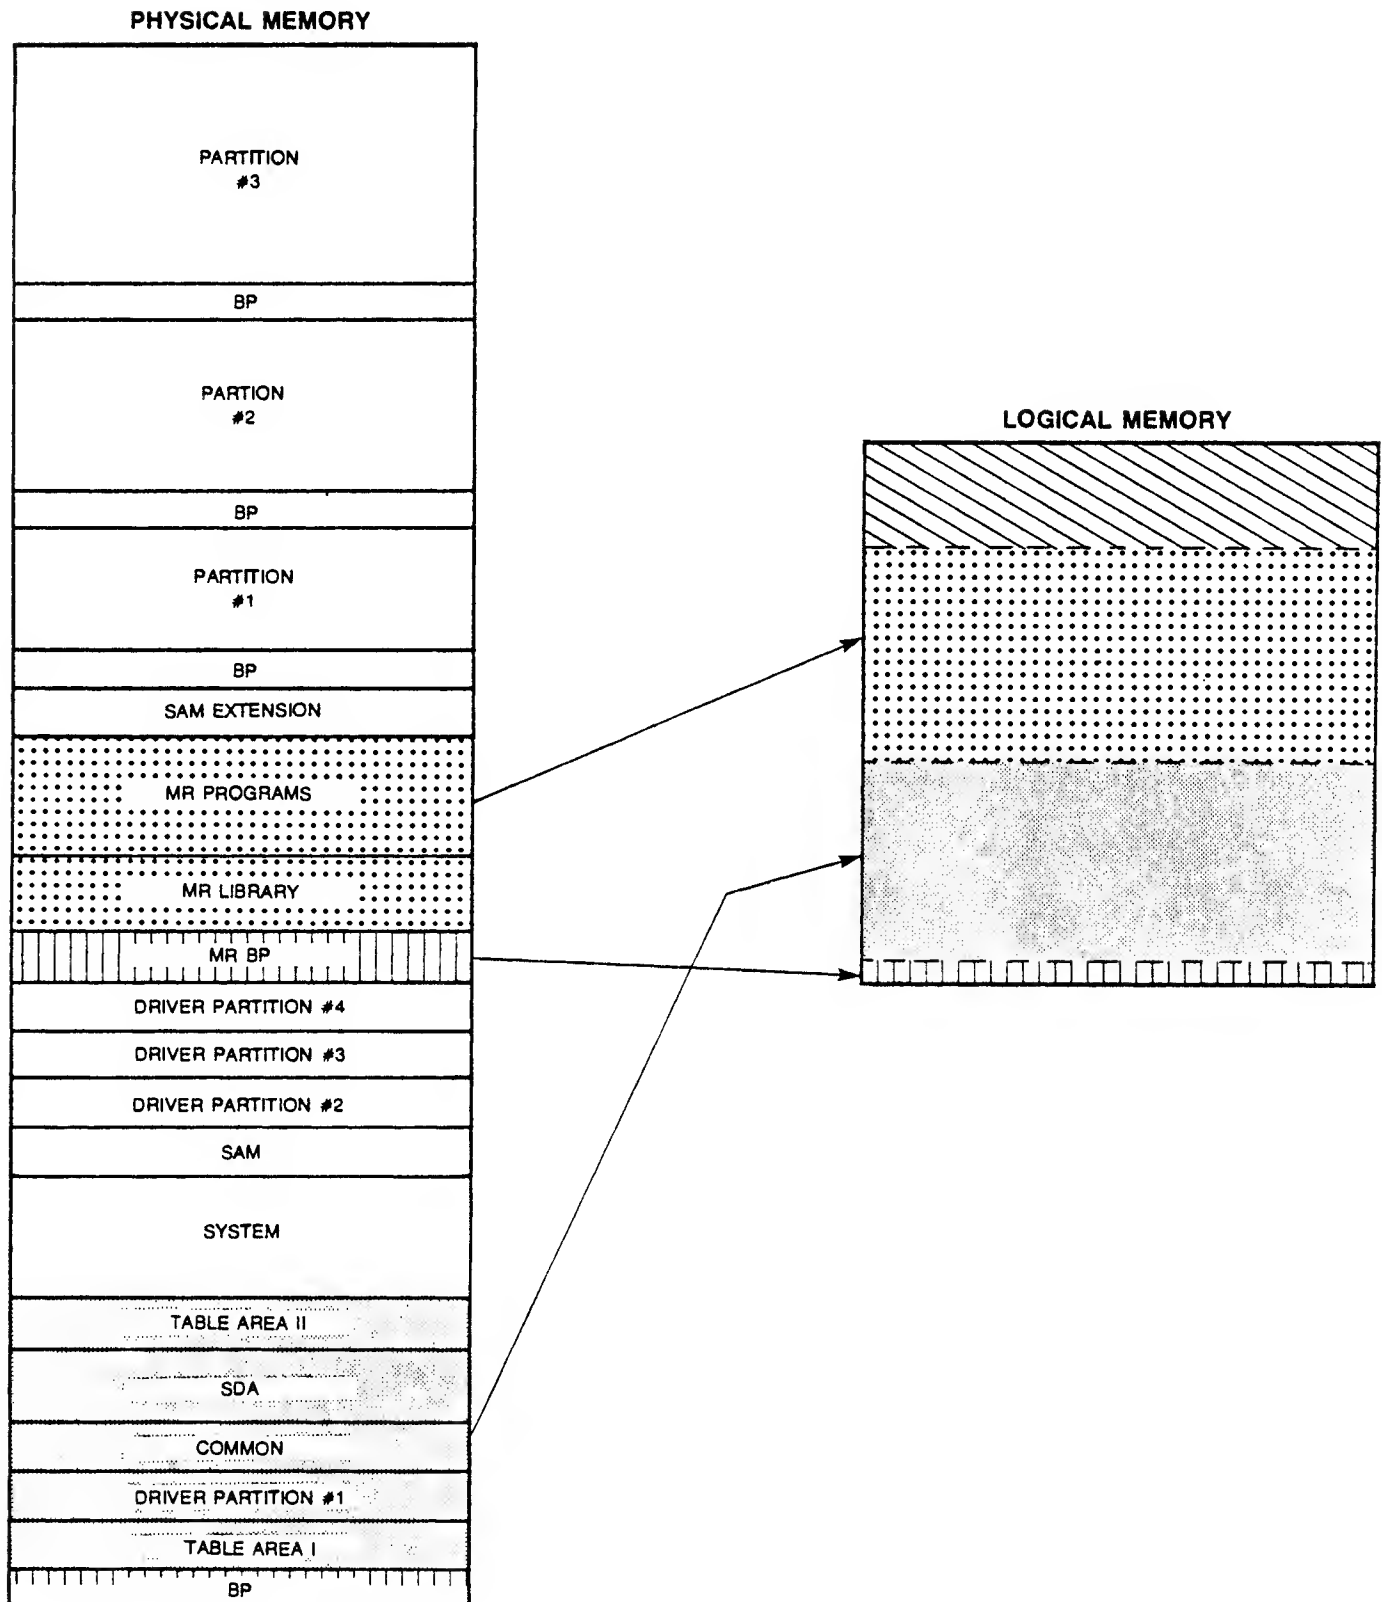 PHYSICAL MEMORY
PARTITION
#3
BP
PARTION
#2
BP
PARTITION
#1
BP
SAM EXTENSION
MR PROGRAMS
MR LIBRARY
MR BP
DRIVER PARTITION #4
DRIVER PARTITION #3
DRIVER PARTITION #2
SAM
SYSTEM
TABLE AREA II
SDA
COMMON
DRIVER PARTITION #1
TABLE AREA I
BP
LOGICAL MEMORY